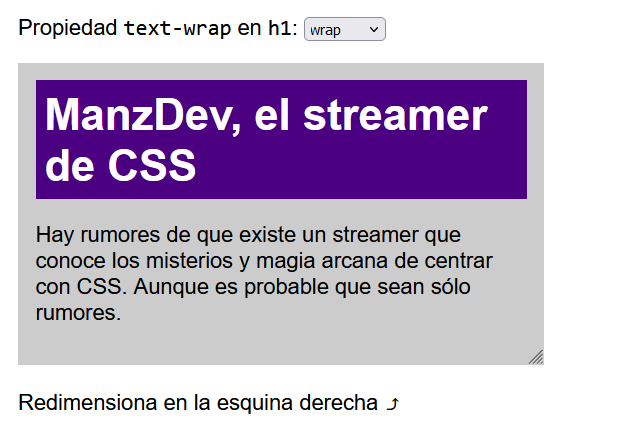 Propiedad text-wrap en h1: wrap
ManzDev, el streamer
de CSS
Hay rumores de que existe un streamer que
conoce los misterios y magia arcana de centrar
con CSS. Aunque es probable que sean sólo
rumores.
Redimensiona en la esquina derecha ⤴